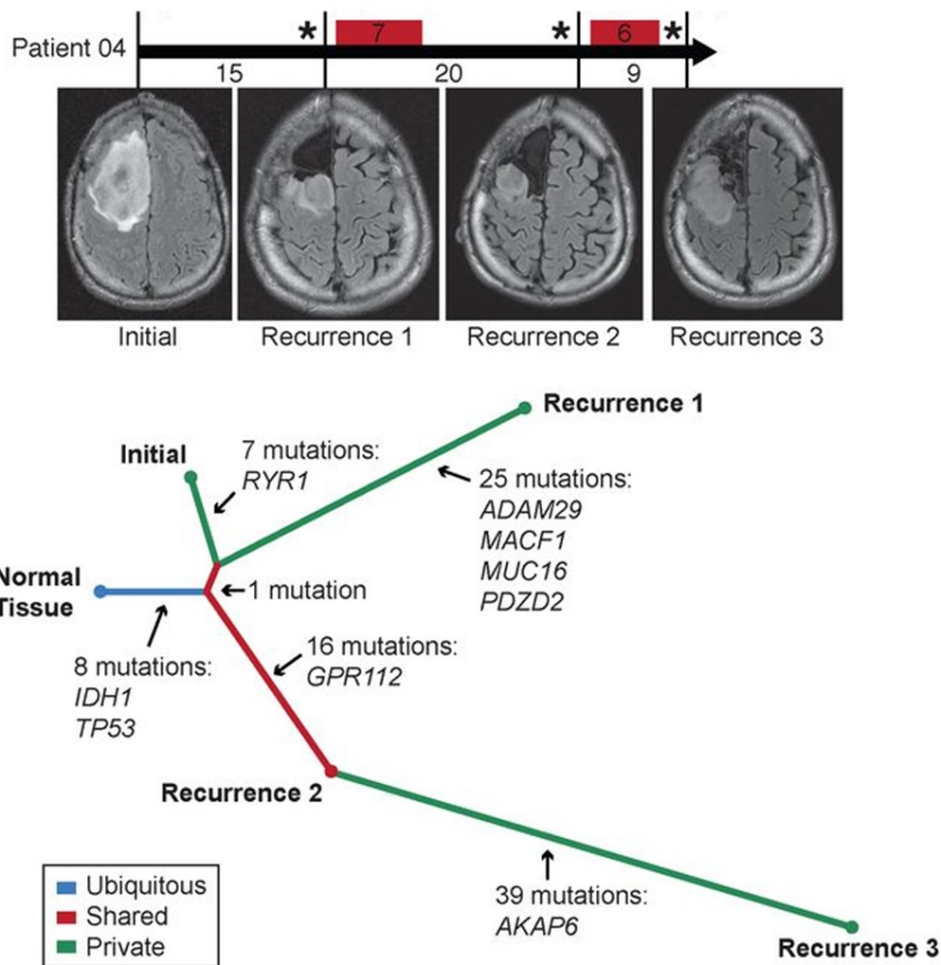 * 7 * 6 *
Patient 04
15 20 9
Initial Recurrence 1 Recurrence 2 Recurrence 3
Recurrence 1
Initial
7 mutations:
RYR1
25 mutations:
ADAM29
MACF1
MUC16
PDZD2
Normal
Tissue
1 mutation
8 mutations:
IDH1
TP53
16 mutations:
GPR112
Recurrence 2
39 mutations:
AKAP6
Recurrence 3
Ubiquitous
Shared
Private